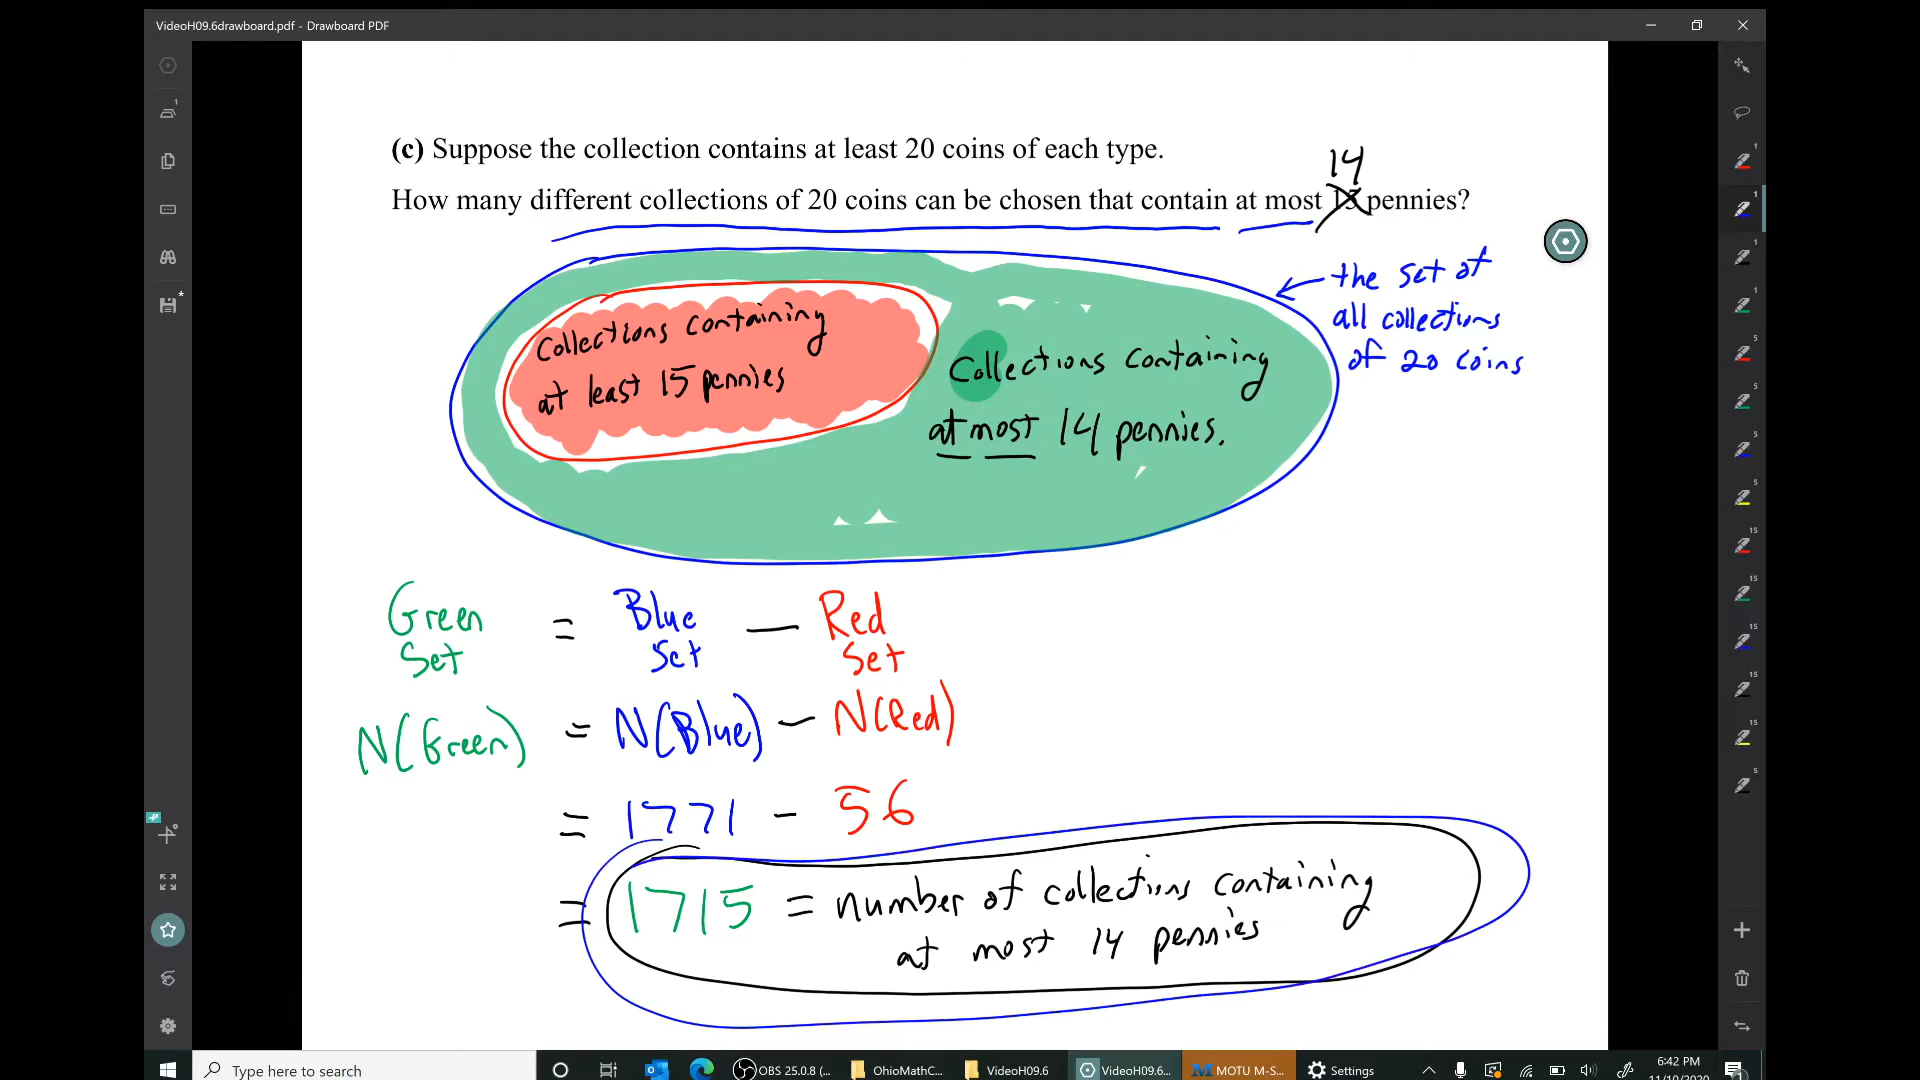 VideoH09.6drawboard.pdf - Drawboard PDF
14
(c) Suppose the collection contains at least 20 coins of each type.
How many different collections of 20 coins can be chosen that contain at most 15 pennies?
the set of
all collections
of 20 coins
Collections containing
at least 15 pennies
Collections containing
at most 14 pennies.
Green Set = Blue Set — Red Set
N(Green) = N(Blue) — N(Red)
= 1771 - 56
= 1715 = number of collections containing
at most 14 pennies
Type here to search
OBS 25.0.8 (...
OhioMathC...
VideoH09.6
VideoH09.6...
MOTU M-S...
Settings
6:42 PM
11/10/2020